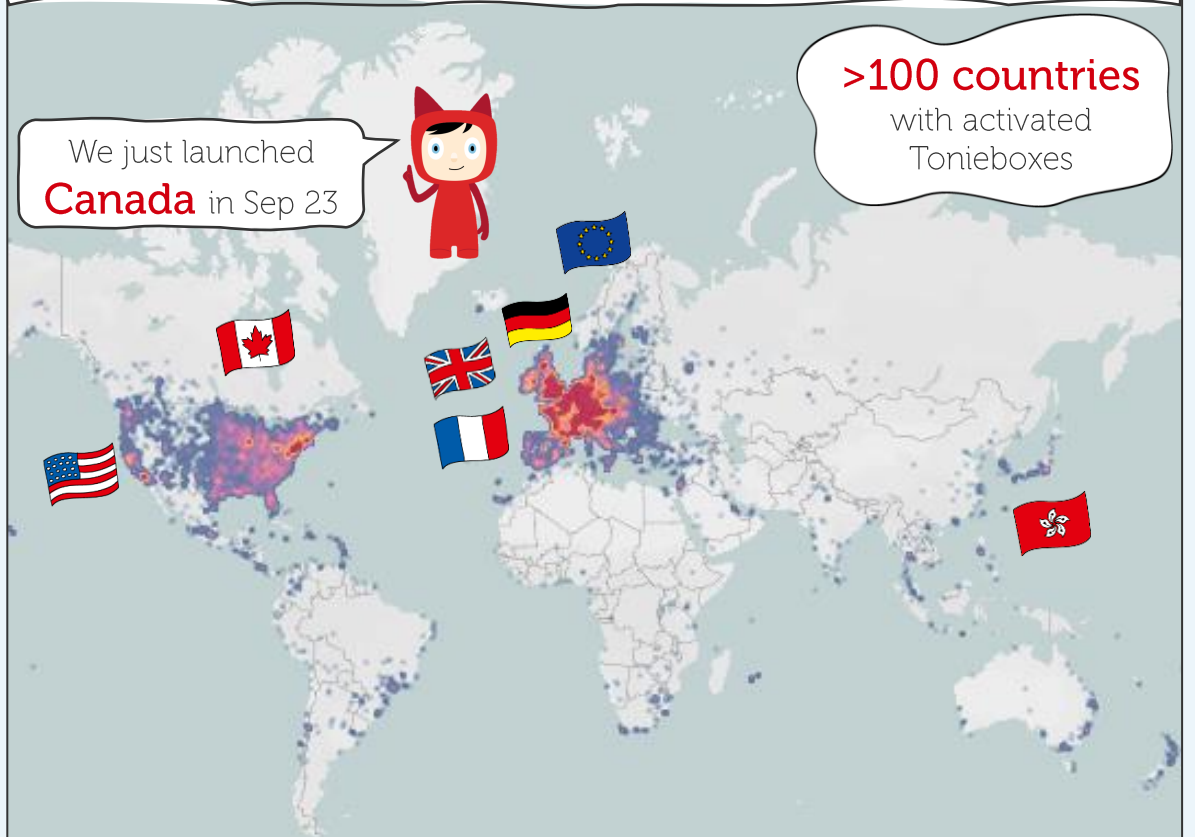 We just launched
Canada in Sep 23
>100 countries
with activated
Tonieboxes